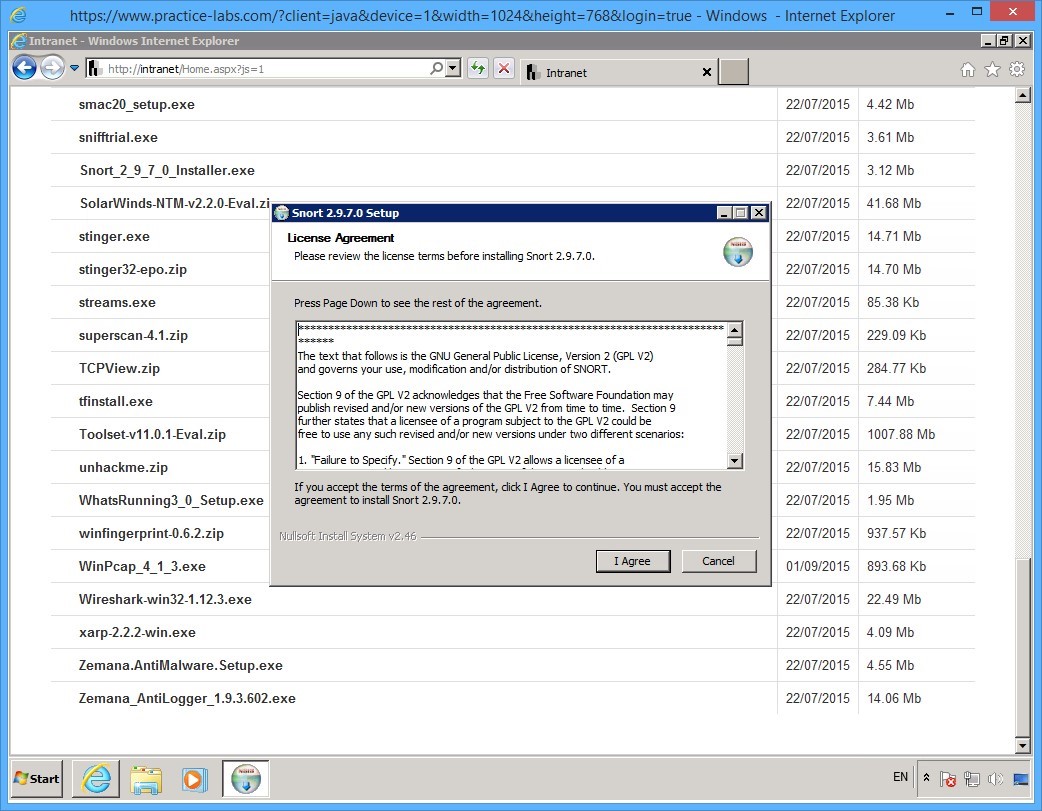 https://www.practice-labs.com/?client=java&device=1&width=1024&height=768&login=true - Windows - Internet Explorer
Intranet - Windows Internet Explorer
http://intranet/Home.aspx?js=1
Intranet
smac20_setup.exe 22/07/2015 4.42 Mb
snifftrial.exe 22/07/2015 3.61 Mb
Snort_2_9_7_0_Installer.exe 22/07/2015 3.12 Mb
SolarWinds-NTM-v2.2.0-Eval.zi 22/07/2015 41.68 Mb
stinger.exe 22/07/2015 14.71 Mb
stinger32-epo.zip 22/07/2015 14.70 Mb
streams.exe 22/07/2015 85.38 Kb
superscan-4.1.zip 22/07/2015 229.09 Kb
TCPView.zip 22/07/2015 284.77 Kb
tfinstall.exe 22/07/2015 7.44 Mb
Toolset-v11.0.1-Eval.zip 22/07/2015 1007.88 Mb
unhackme.zip 22/07/2015 15.83 Mb
WhatsRunning3_0_Setup.exe 22/07/2015 1.95 Mb
winfingerprint-0.6.2.zip 22/07/2015 937.57 Kb
WinPcap_4_1_3.exe 01/09/2015 893.68 Kb
Wireshark-win32-1.12.3.exe 22/07/2015 22.49 Mb
xarp-2.2.2-win.exe 22/07/2015 4.09 Mb
Zemana.AntiMalware.Setup.exe 22/07/2015 4.55 Mb
Zemana_AntiLogger_1.9.3.602.exe 22/07/2015 14.06 Mb
Snort 2.9.7.0 Setup
License Agreement
Please review the license terms before installing Snort 2.9.7.0.
Press Page Down to see the rest of the agreement.
***********************************************************************
******
The text that follows is the GNU General Public License, Version 2 (GPL V2)
and governs your use, modification and/or distribution of SNORT.
Section 9 of the GPL V2 acknowledges that the Free Software Foundation may
publish revised and/or new versions of the GPL V2 from time to time.  Section 9
further states that a licensee of a program subject to the GPL V2 could be
free to use any such revised and/or new versions under two different scenarios:
1. "Failure to Specify." Section 9 of the GPL V2 allows a licensee of a
If you accept the terms of the agreement, click I Agree to continue. You must accept the
agreement to install Snort 2.9.7.0.
Nullsoft Install System v2.46
I Agree
Cancel
Start
EN